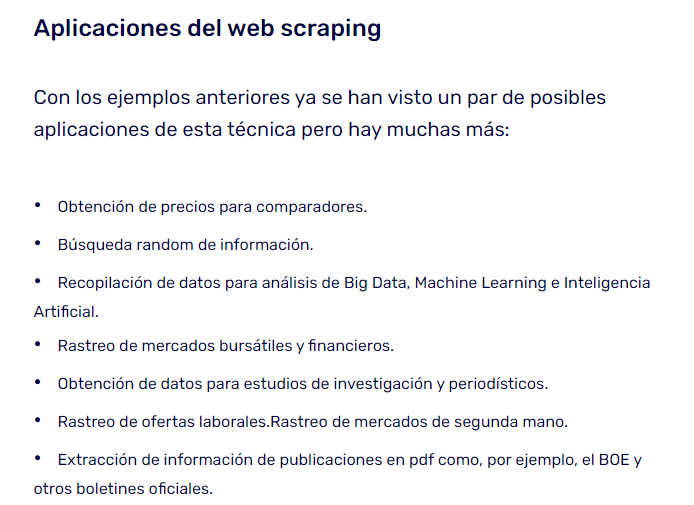 Aplicaciones del web scraping
Con los ejemplos anteriores ya se han visto un par de posibles
aplicaciones de esta técnica pero hay muchas más:
• Obtención de precios para comparadores.
• Búsqueda random de información.
• Recopilación de datos para análisis de Big Data, Machine Learning e Inteligencia
Artificial.
• Rastreo de mercados bursátiles y financieros.
• Obtención de datos para estudios de investigación y periodísticos.
• Rastreo de ofertas laborales.Rastreo de mercados de segunda mano.
• Extracción de información de publicaciones en pdf como, por ejemplo, el BOE y
otros boletines oficiales.